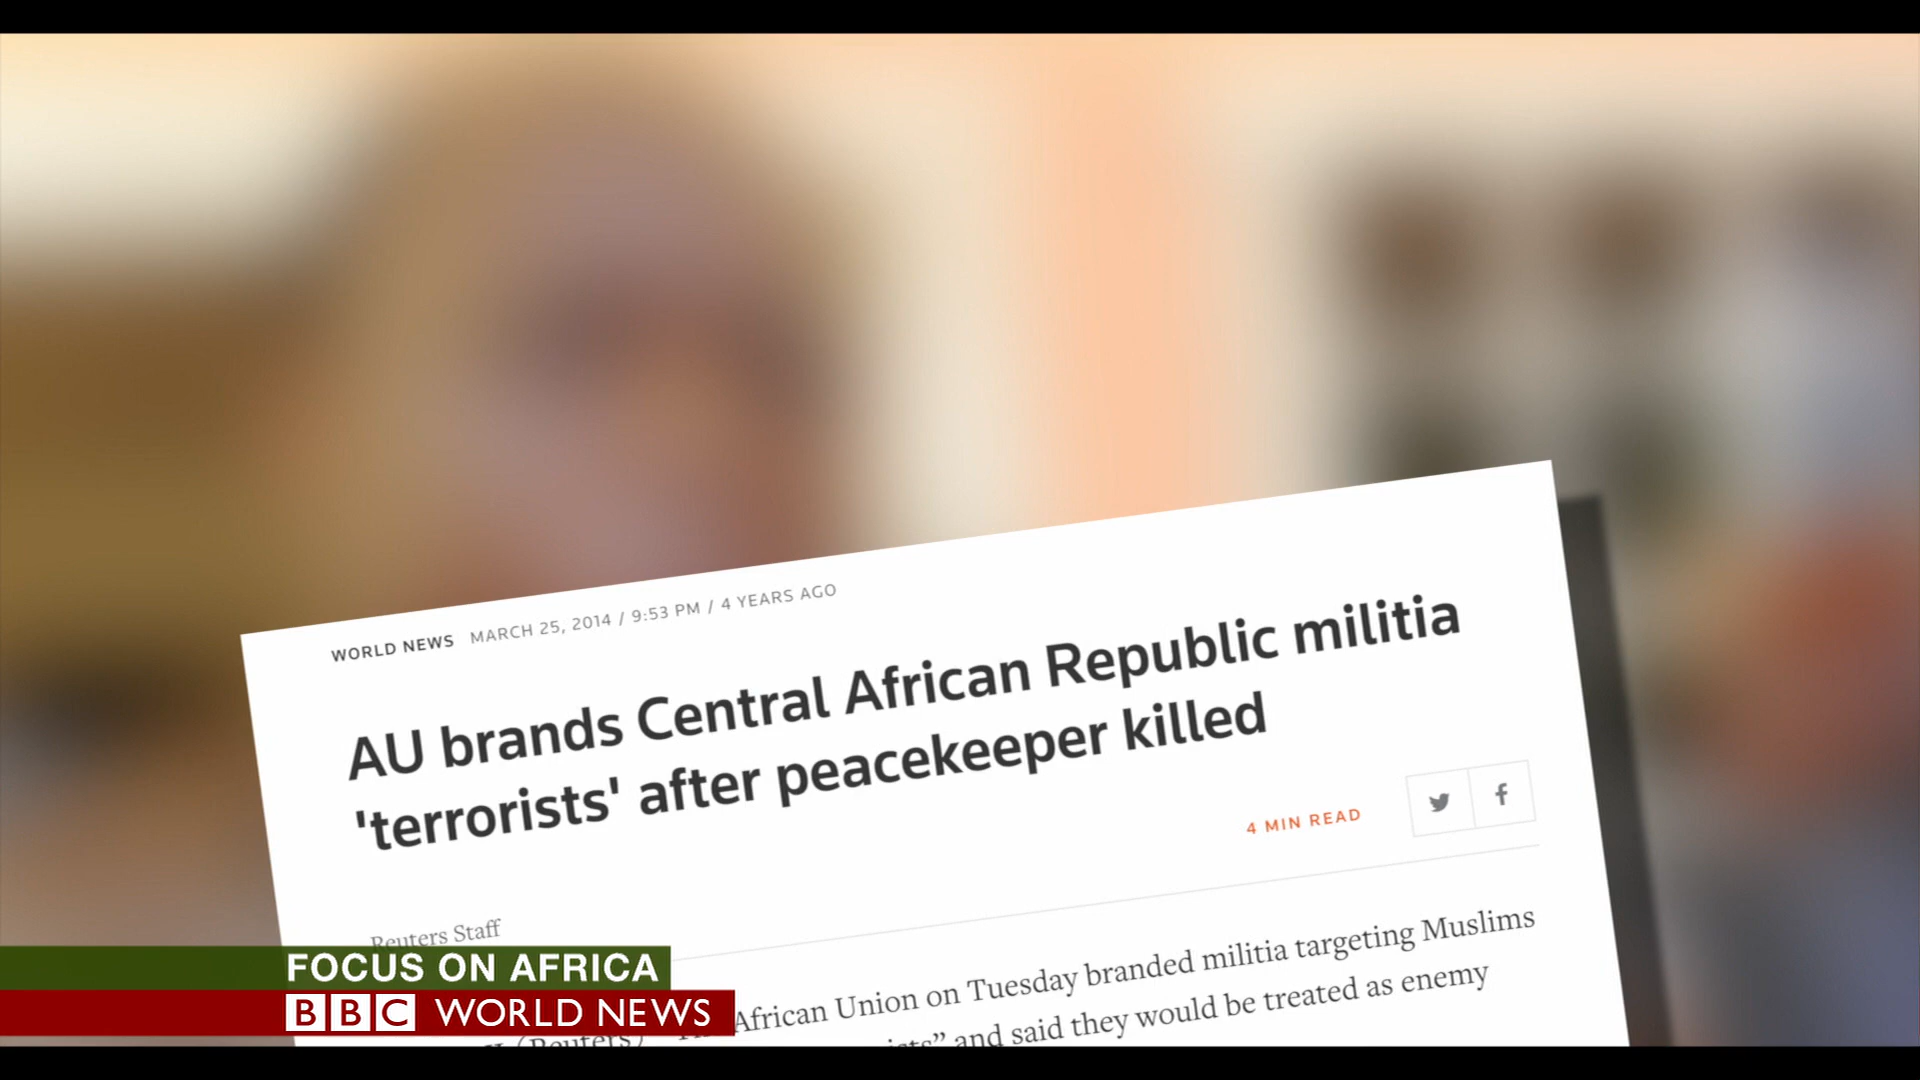 WORLD NEWS MARCH 25, 2014 / 9:53 PM / 4 YEARS AGO
AU brands Central African Republic militia
'terrorists' after peacekeeper killed
4 MIN READ
Reuters Staff
African Union on Tuesday branded militia targeting Muslims
(Reuters) and said they would be treated as enemy
FOCUS ON AFRICA
BBC WORLD NEWS